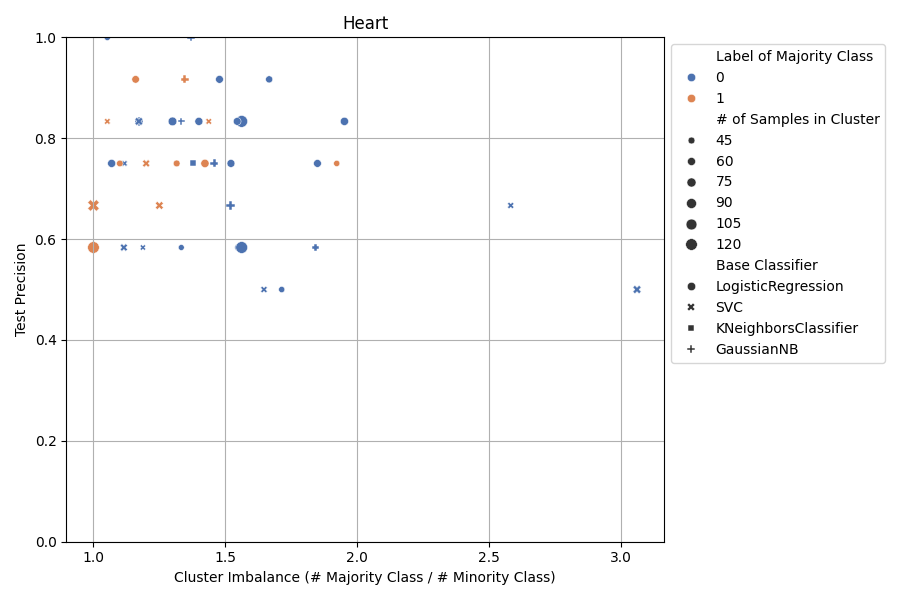 Heart
1.0
0.8
0.6
0.4
0.2
0.0
Test Precision
1.0
1.5
2.0
2.5
3.0
Cluster Imbalance (# Majority Class / # Minority Class)
Label of Majority Class
0
1
# of Samples in Cluster
45
60
75
90
105
120
Base Classifier
LogisticRegression
SVC
KNeighborsClassifier
GaussianNB